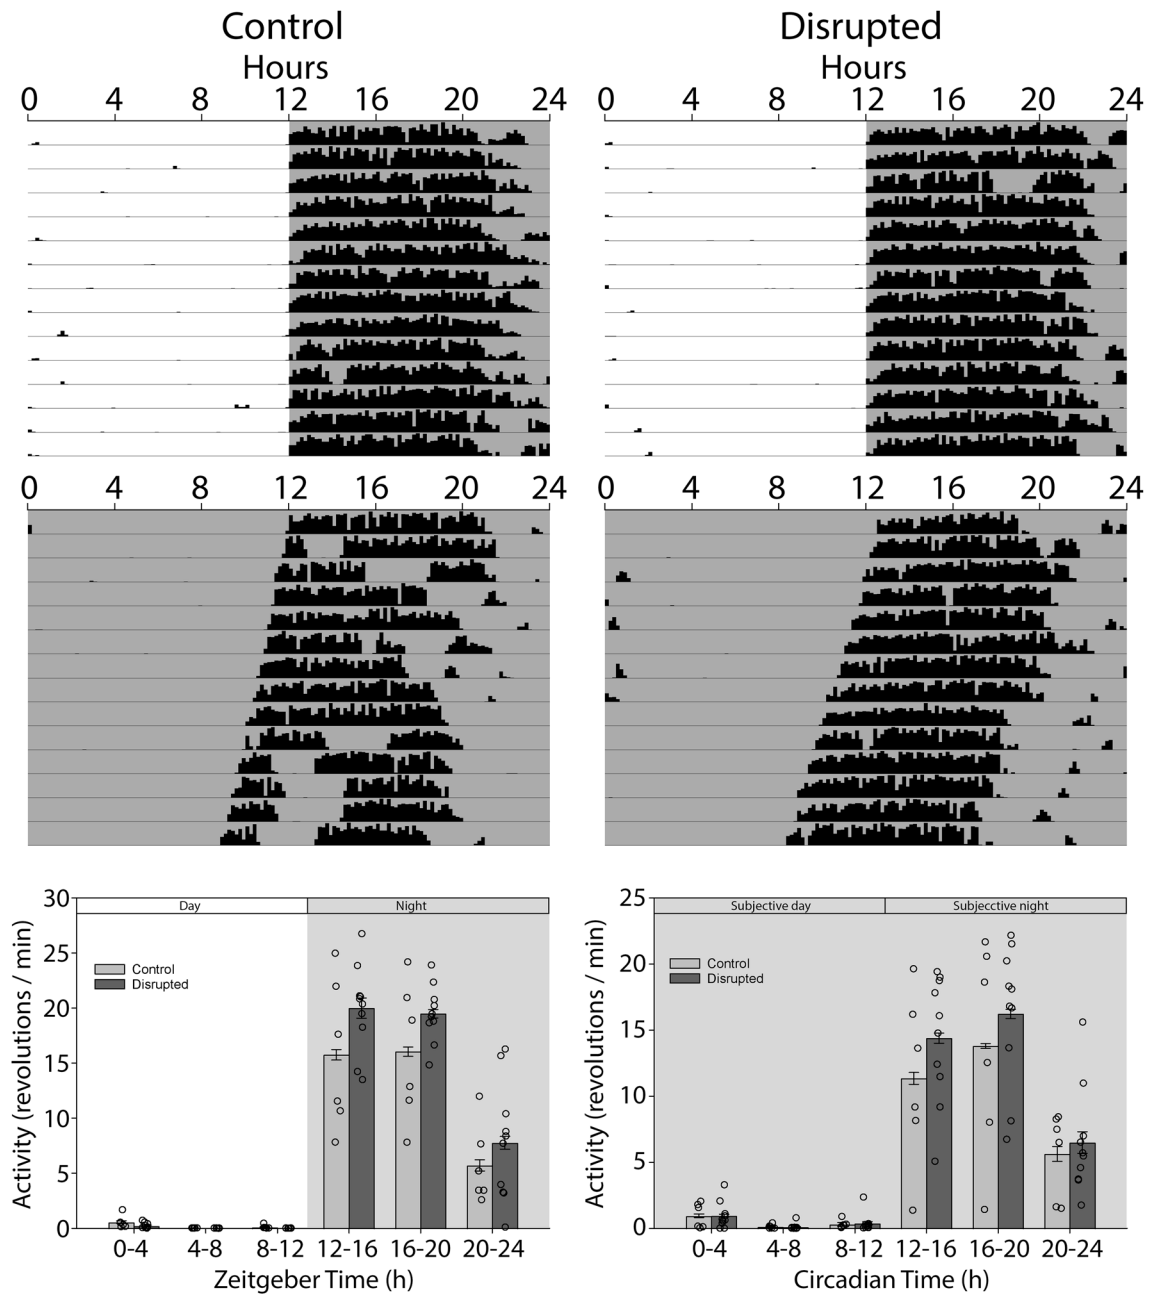 Control
Disrupted
Hours
Hours
0 4 8 12 16 20 24
0 4 8 12 16 20 24
0 4 8 12 16 20 24
0 4 8 12 16 20 24
30
25
20
15
10
5
0
Activity (revolutions / min)
Day
Night
Control
Disrupted
0-4 4-8 8-12 12-16 16-20 20-24
Zeitgeber Time (h)
25
20
15
10
5
0
Activity (revolutions / min)
Subjective day
Subjecctive night
Control
Disrupted
0-4 4-8 8-12 12-16 16-20 20-24
Circadian Time (h)